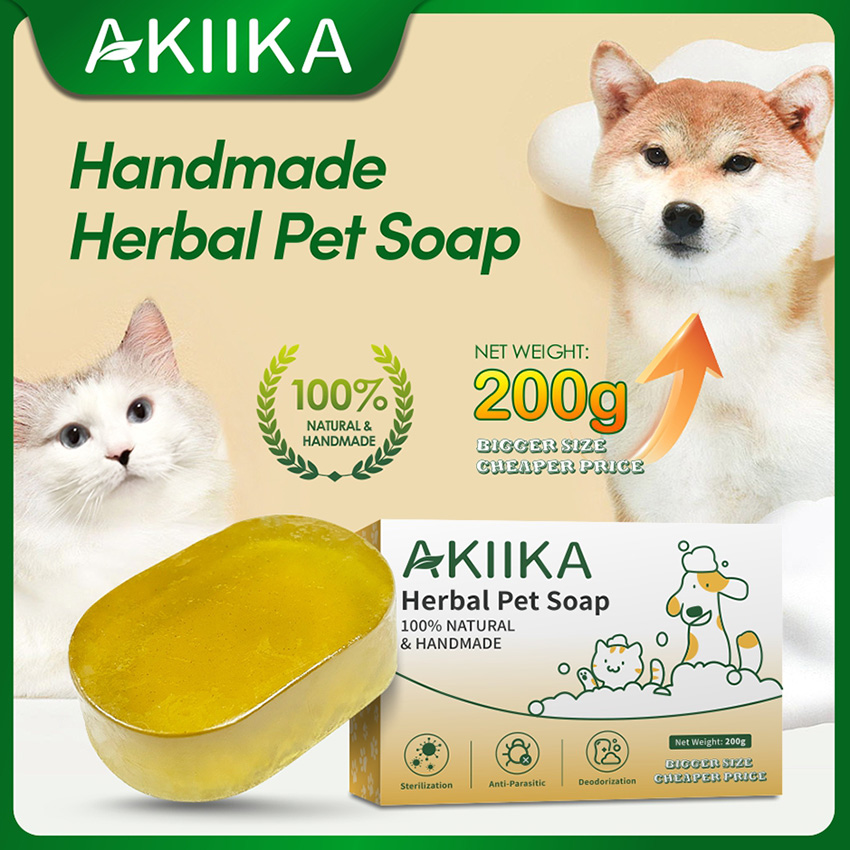 AKIIKA
Handmade
Herbal Pet Soap
100%
NATURAL &
HANDMADE
NET WEIGHT:
200g
BIGGER SIZE
CHEAPER PRICE
AKIIKA
Herbal Pet Soap
100% NATURAL
& HANDMADE
Net Weight: 200g
BIGGER SIZE
CHEAPER PRICE
Sterilization
Anti-Parasitic
Deodorization